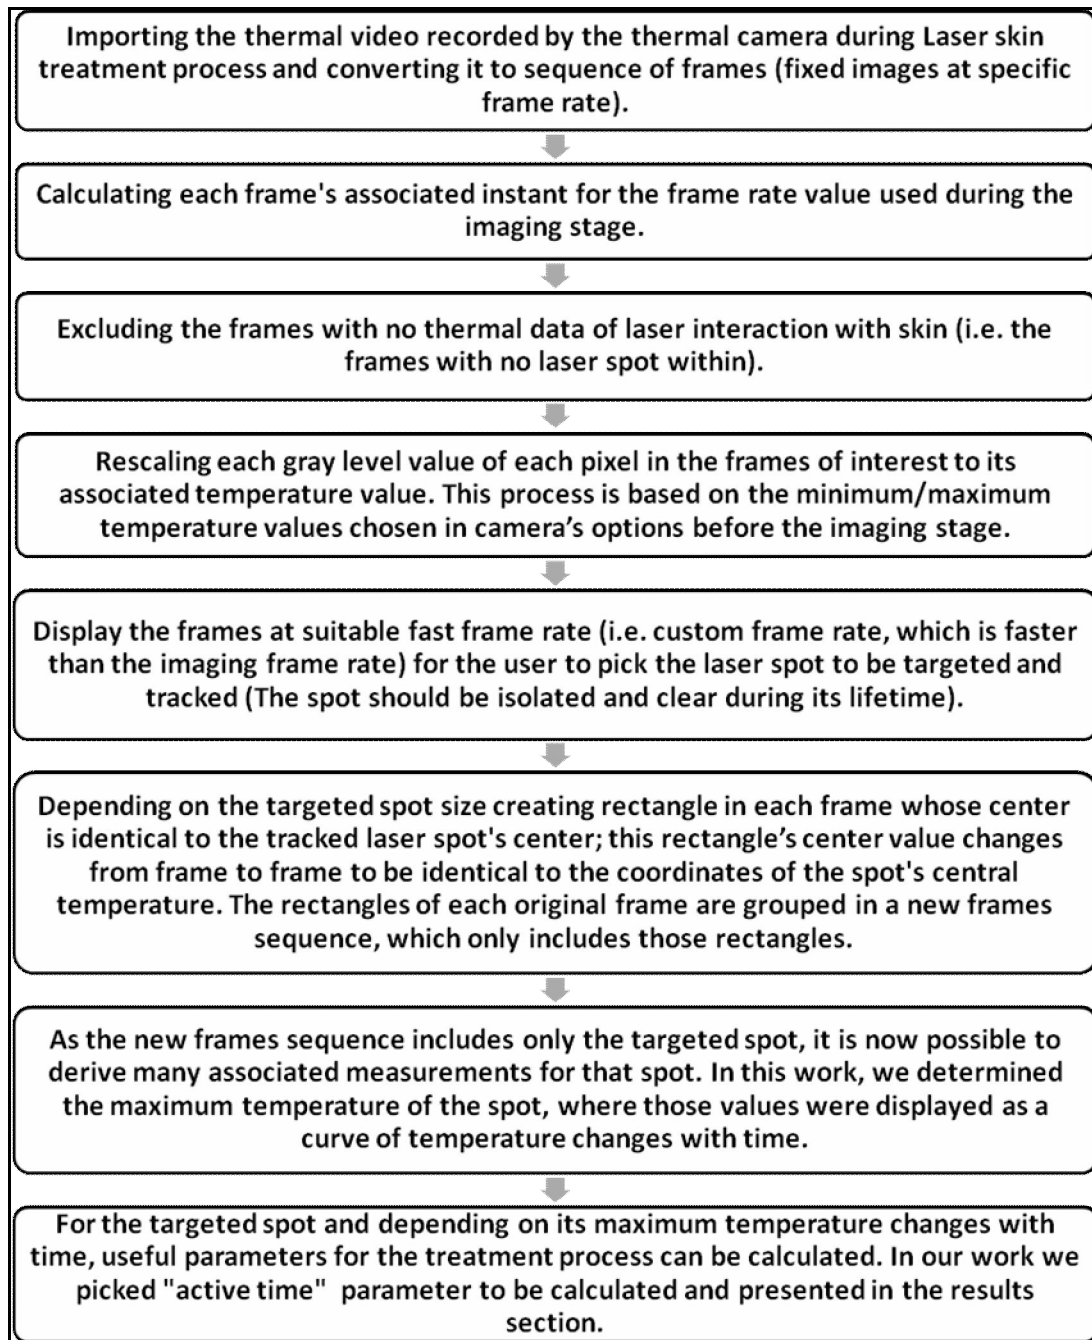 Importing the thermal video recorded by the thermal camera during Laser skin
treatment process and converting it to sequence of frames (fixed images at specific
frame rate).
Calculating each frame's associated instant for the frame rate value used during the
imaging stage.
Excluding the frames with no thermal data of laser interaction with skin (i.e. the
frames with no laser spot within).
Rescaling each gray level value of each pixel in the frames of interest to its
associated temperature value. This process is based on the minimum/maximum
temperature values chosen in camera’s options before the imaging stage.
Display the frames at suitable fast frame rate (i.e. custom frame rate, which is faster
than the imaging frame rate) for the user to pick the laser spot to be targeted and
tracked (The spot should be isolated and clear during its lifetime).
Depending on the targeted spot size creating rectangle in each frame whose center
is identical to the tracked laser spot's center; this rectangle’s center value changes
from frame to frame to be identical to the coordinates of the spot's central
temperature. The rectangles of each original frame are grouped in a new frames
sequence, which only includes those rectangles.
As the new frames sequence includes only the targeted spot, it is now possible to
derive many associated measurements for that spot. In this work, we determined
the maximum temperature of the spot, where those values were displayed as a
curve of temperature changes with time.
For the targeted spot and depending on its maximum temperature changes with
time, useful parameters for the treatment process can be calculated. In our work we
picked "active time" parameter to be calculated and presented in the results
section.